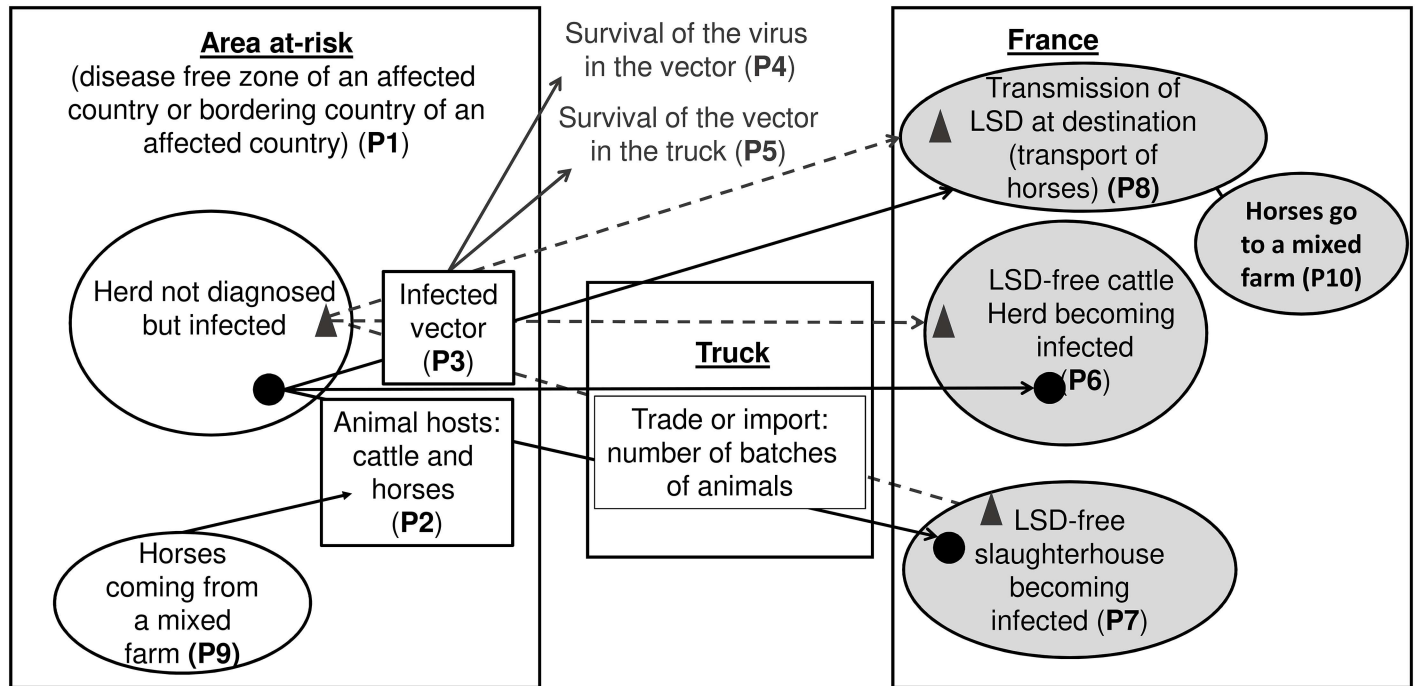 Area at-risk
(disease free zone of an affected
country or bordering country of an
affected country) (P1)
Survival of the virus
in the vector (P4)
Survival of the vector
in the truck (P5)
Herd not diagnosed
but infected
Infected
vector
(P3)
Animal hosts:
cattle and
horses
(P2)
Horses
coming from
a mixed
farm (P9)
Truck
Trade or import:
number of batches
of animals
France
Transmission of
LSD at destination
(transport of
horses) (P8)
Horses go
to a mixed
farm (P10)
LSD-free cattle
Herd becoming
infected
(P6)
LSD-free
slaughterhouse
becoming
infected (P7)